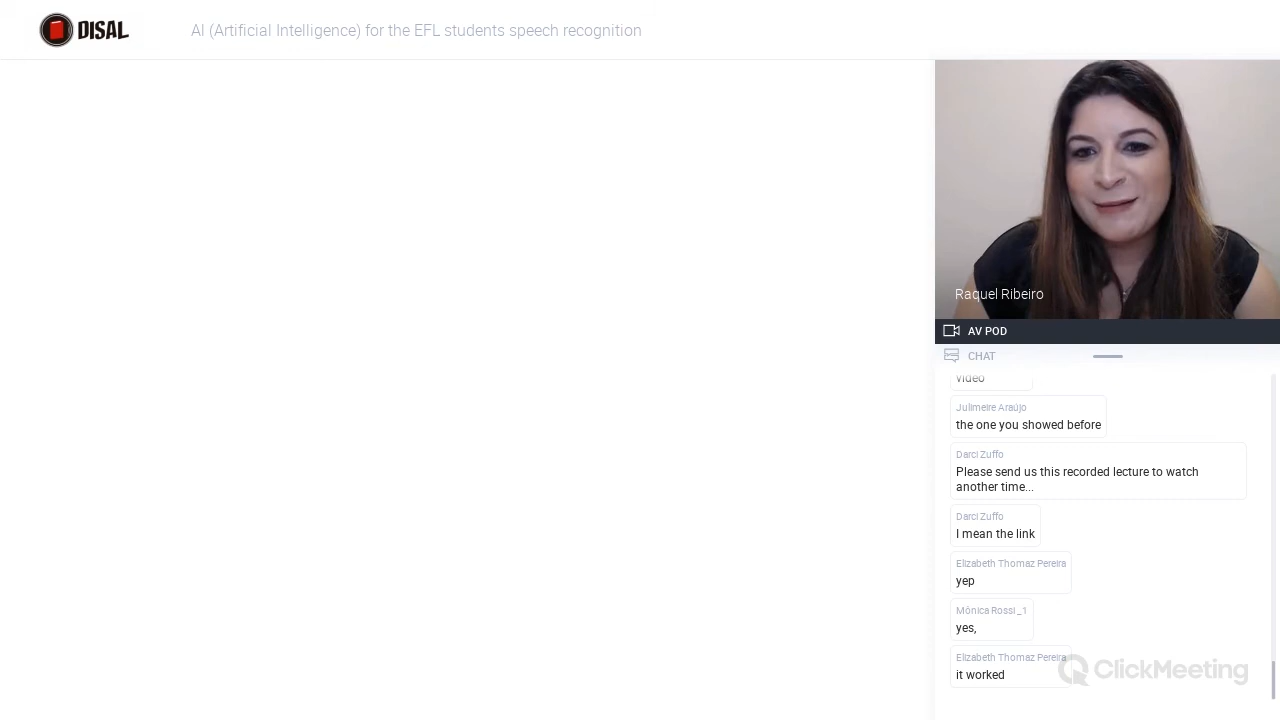 DISAL
AI (Artificial Intelligence) for the EFL students speech recognition
Raquel Ribeiro
AV POD
CHAT
video
Julimeire Araújo
the one you showed before
Darci Zuffo
Please send us this recorded lecture to watch
another time...
Darci Zuffo
I mean the link
Elizabeth Thomaz Pereira
yep
Mônica Rossi _1
yes,
Elizabeth Thomaz Pereira
it worked
ClickMeeting